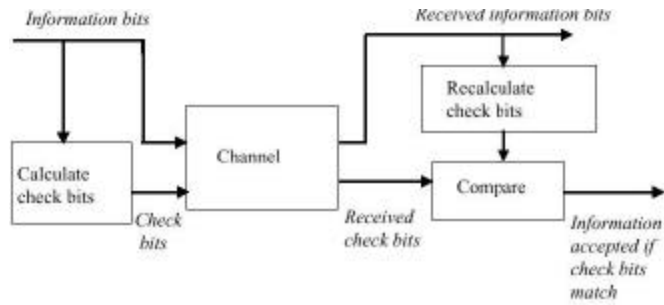 Information bits
Received information bits
Recalculate
check bits
Channel
Calculate
check bits
Compare
Check
bits
Received
check bits
Information
accepted if
check bits
match